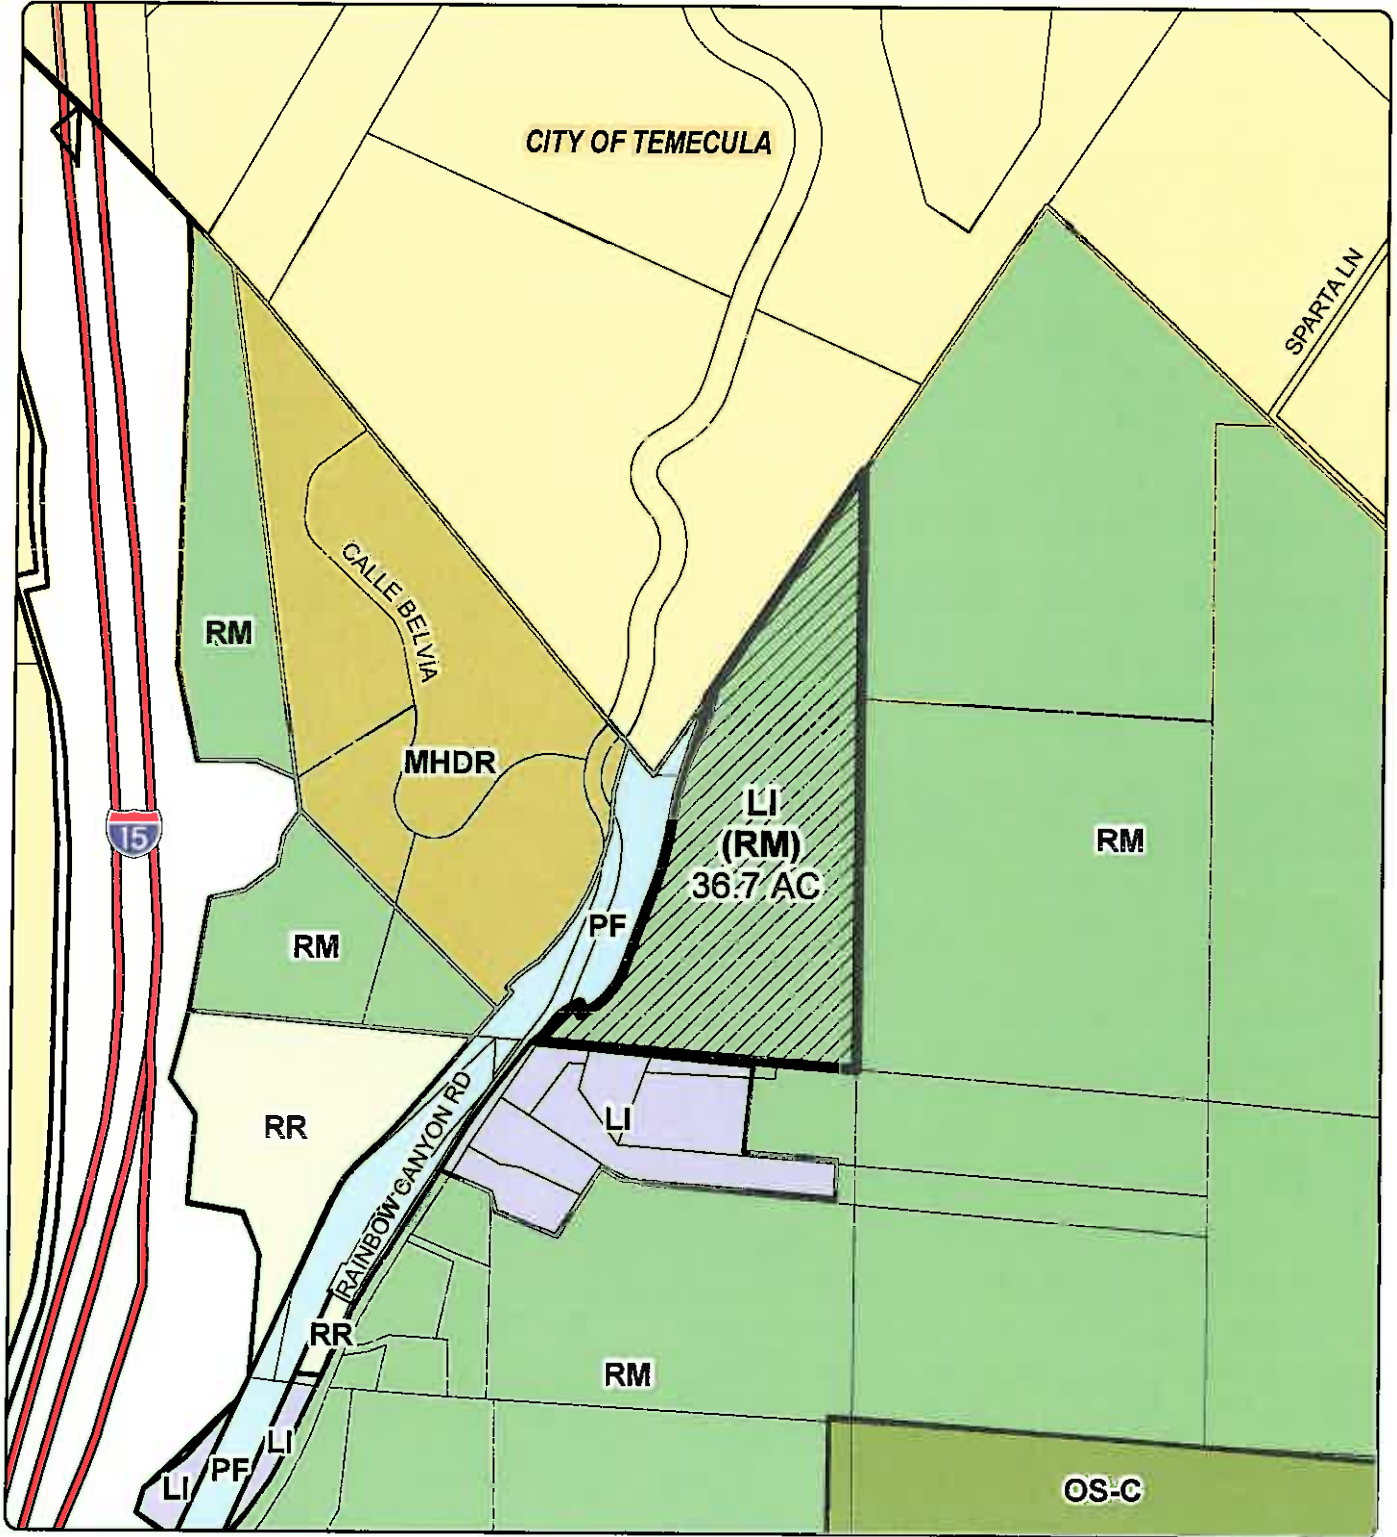 CITY OF TEMECULA
SPARTA LN
CALLE BELVIA
RM
MHDR
LI
(RM)
36.7 AC
15
RM
PF
RM
LI
RR
RAINBOW CANYON RD
RR
RM
LI
PF
LI
OS-C